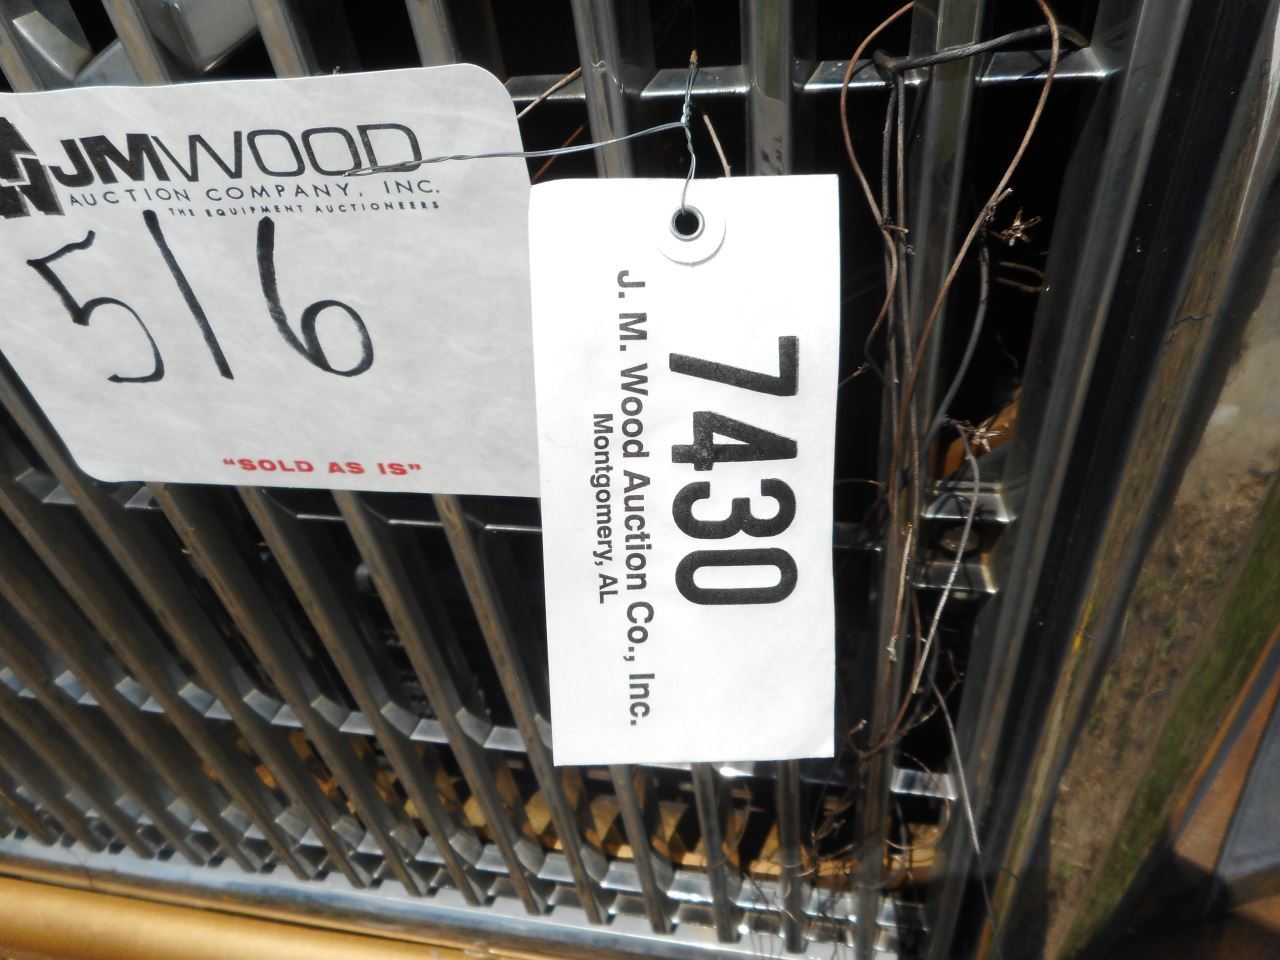 JMWOOD
AUCTION COMPANY, INC.
THE EQUIPMENT AUCTIONEERS
516
"SOLD AS IS"
7430
J. M. Wood Auction Co., Inc.
Montgomery, AL